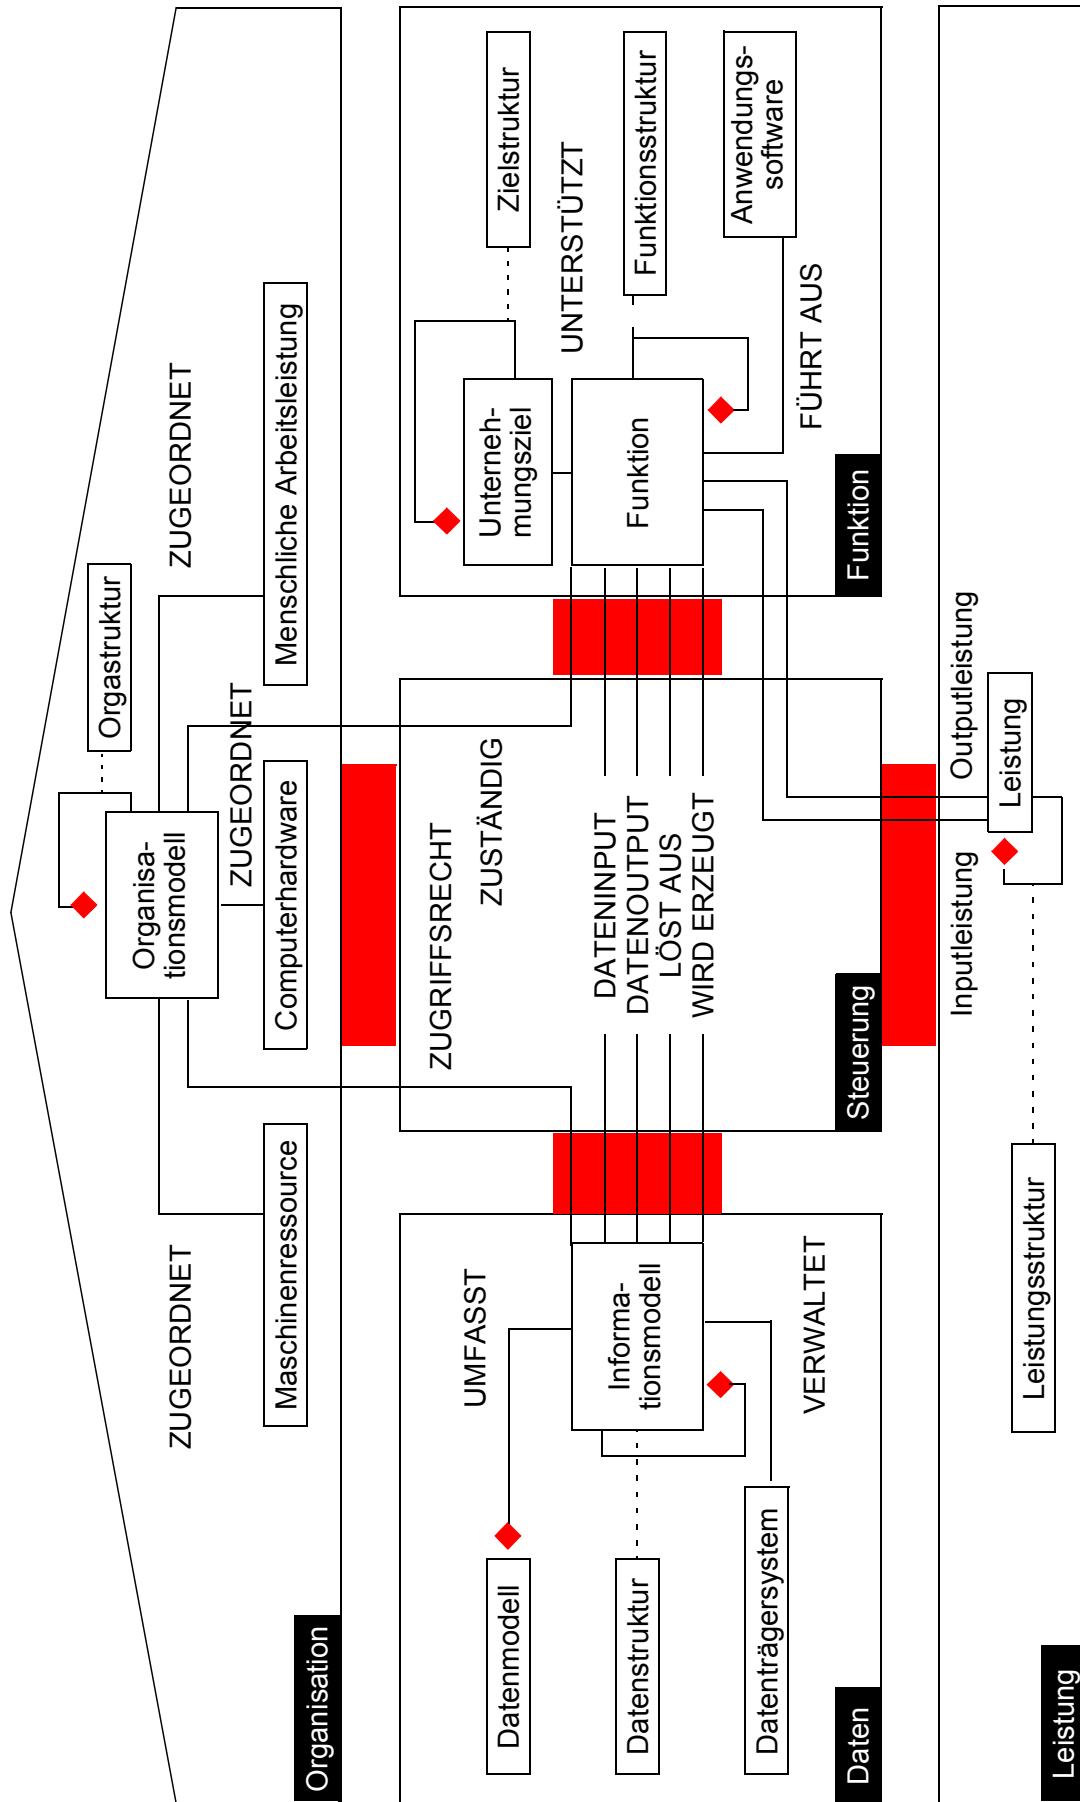 Orgastruktur
Organisa-
tionsmodell
ZUGEORDNET
ZUGEORDNET
ZUGEORDNET
Maschinenressource
Computerhardware
Menschliche Arbeitsleistung
Organisation
UMFASST
Datenmodell
Informa-
tionsmodell
Datenstruktur
VERWALTET
Datenträgersystem
Daten
ZUGRIFFSRECHT
ZUSTÄNDIG
DATENINPUT
DATENOUTPUT
LÖST AUS
WIRD ERZEUGT
Steuerung
Zielstruktur
Unterneh-
mungsziel
UNTERSTÜTZT
Funktion
Funktionsstruktur
Anwendungs-
software
FÜHRT AUS
Funktion
Inputleistung
Outputleistung
Leistung
Leistungsstruktur
Leistung